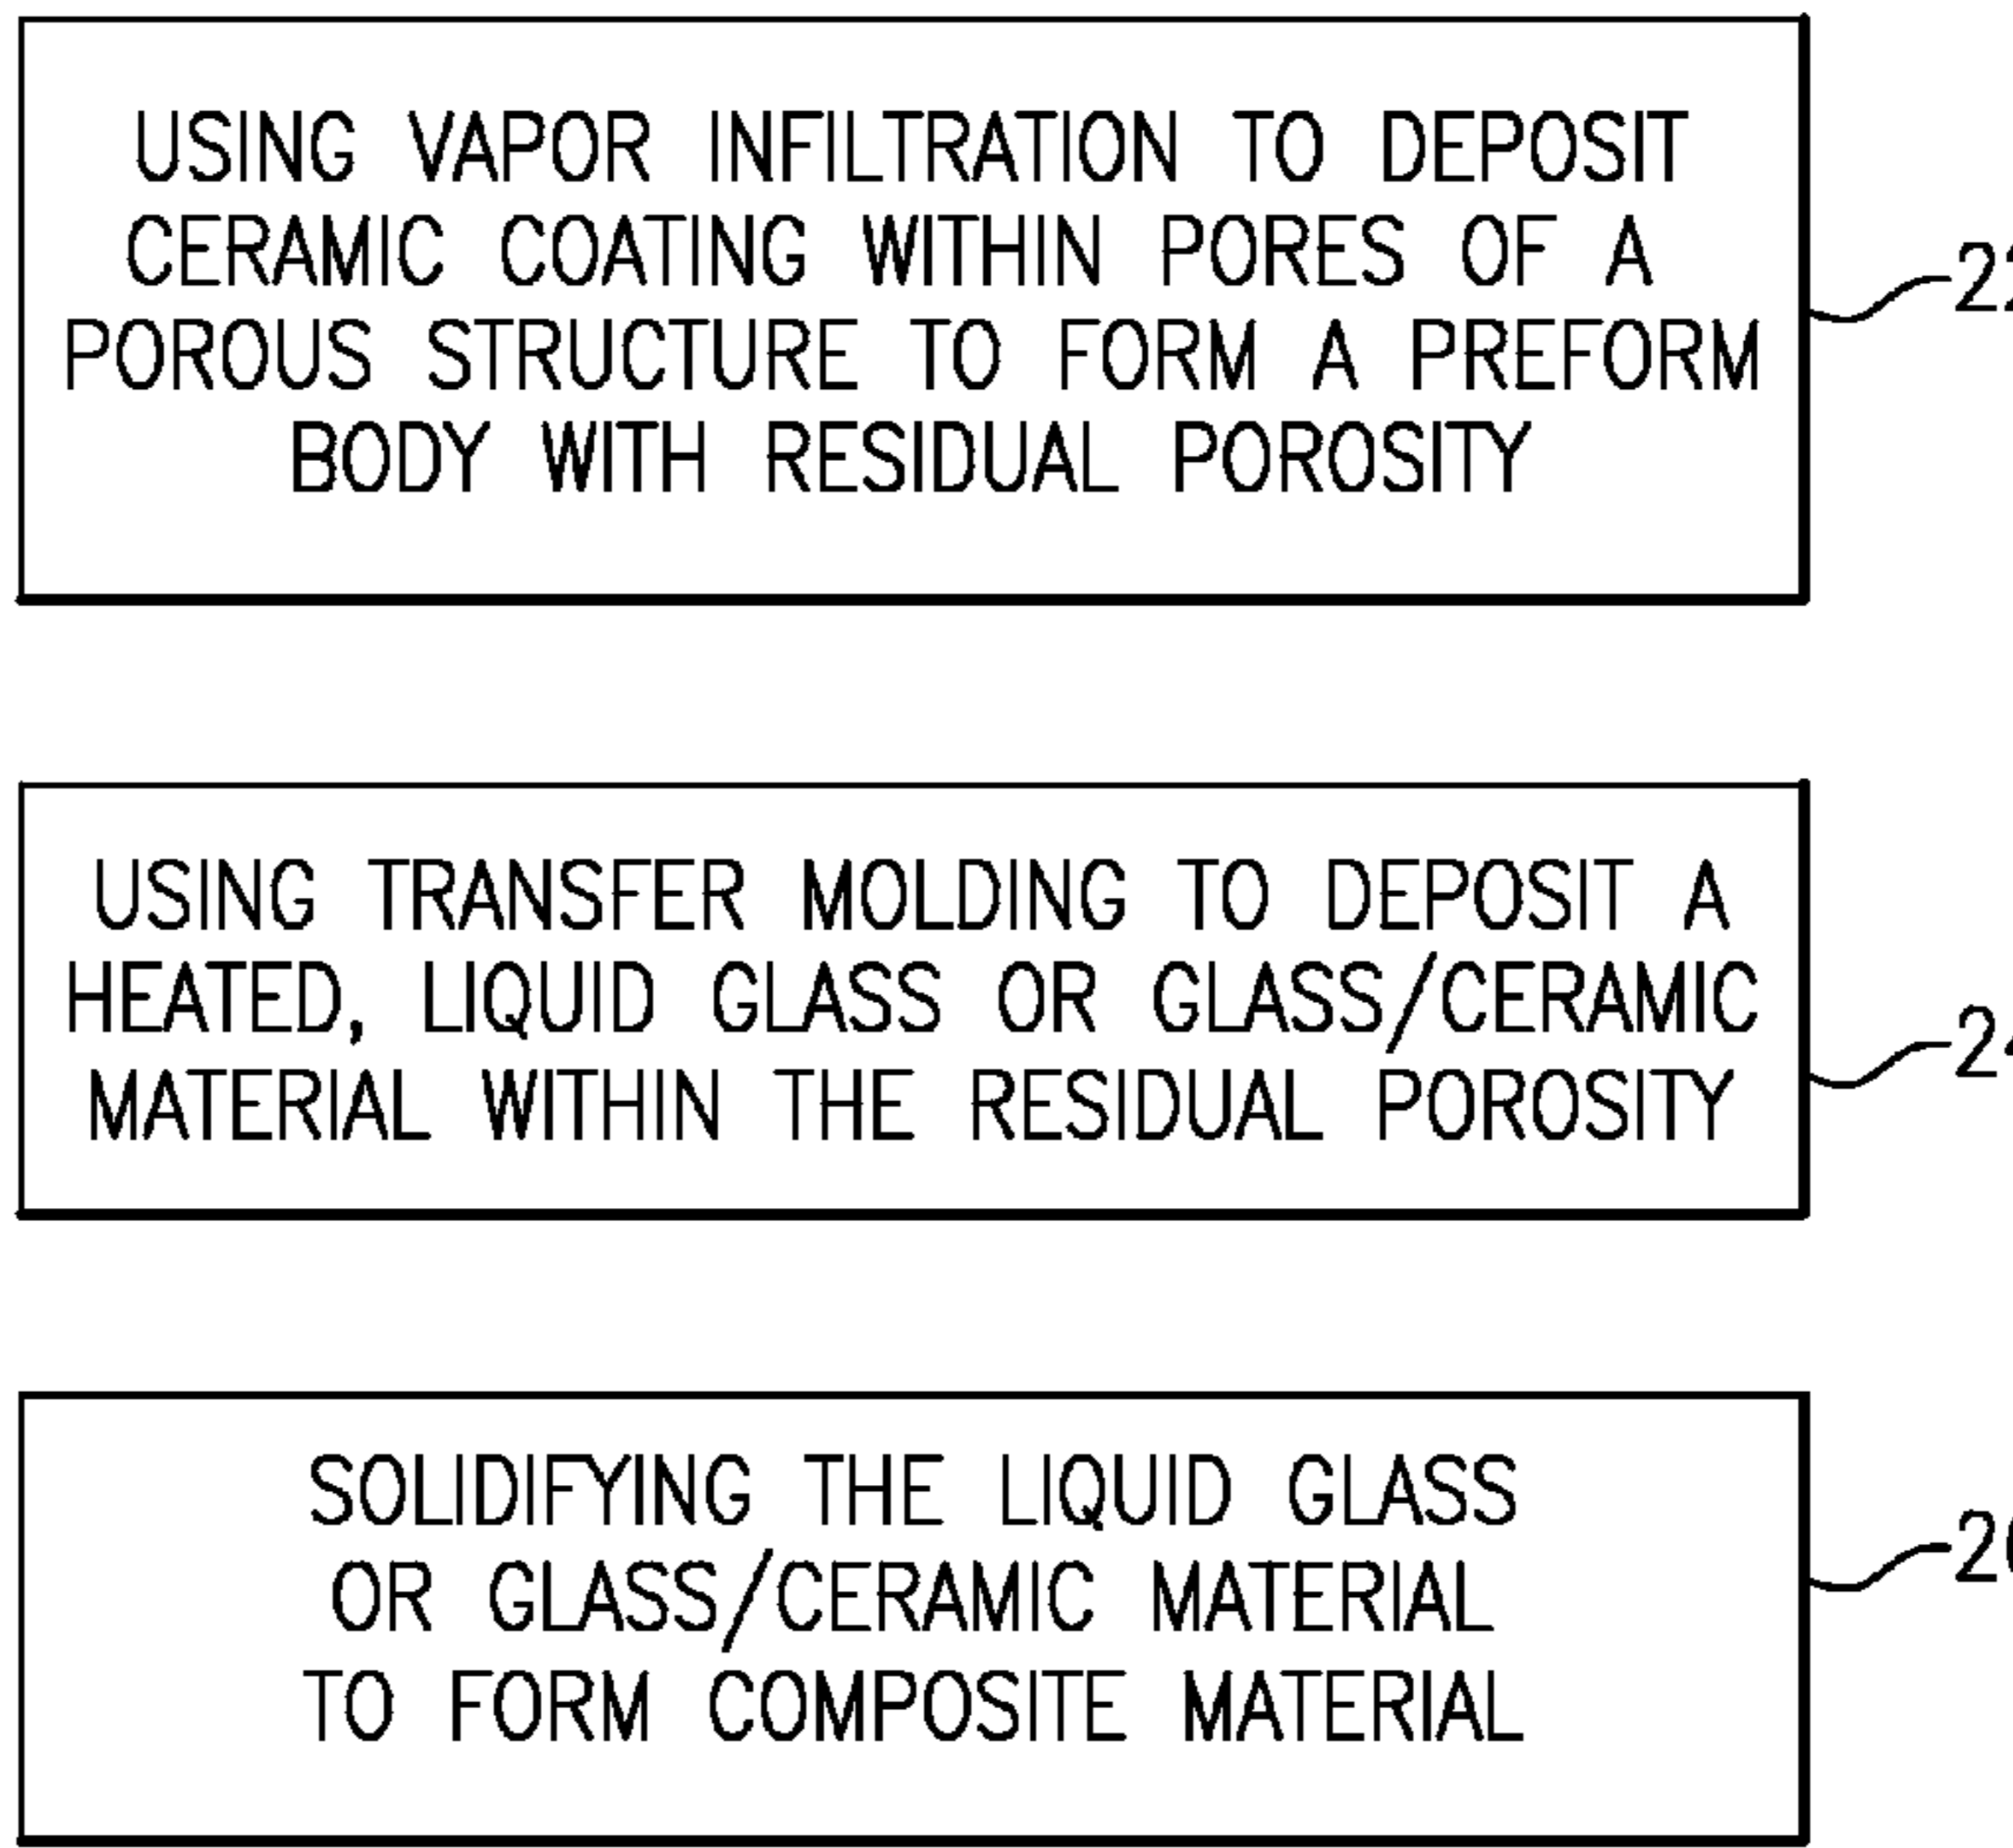 USING VAPOR INFILTRATION TO DEPOSIT
CERAMIC COATING WITHIN PORES OF A
POROUS STRUCTURE TO FORM A PREFORM
BODY WITH RESIDUAL POROSITY
USING TRANSFER MOLDING TO DEPOSIT A
HEATED, LIQUID GLASS OR GLASS/CERAMIC
MATERIAL WITHIN THE RESIDUAL POROSITY
SOLIDIFYING THE LIQUID GLASS
OR GLASS/CERAMIC MATERIAL
TO FORM COMPOSITE MATERIAL